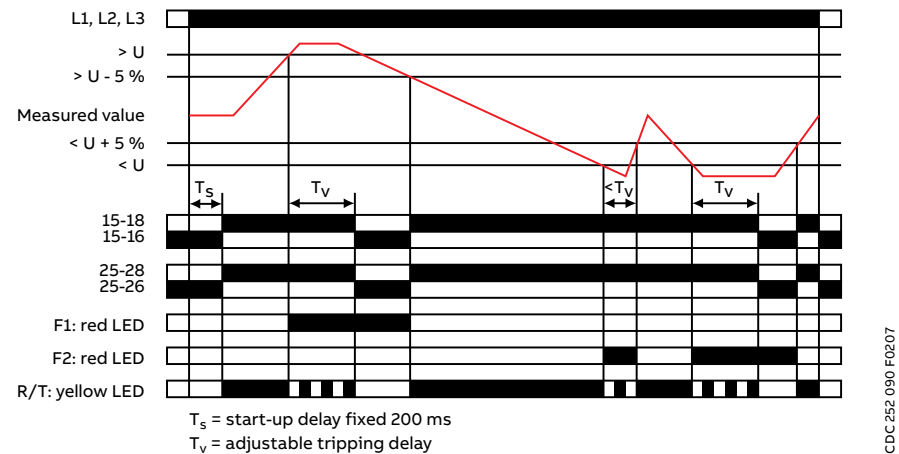 L1, L2, L3
> U
> U - 5 %
Measured value
< U + 5 %
< U
Ts
Tv
<Tv
Tv
15-18
15-16
25-28
25-26
F1: red LED
F2: red LED
R/T: yellow LED
Ts = start-up delay fixed 200 ms
Tv = adjustable tripping delay
CDC 252 090 F0207